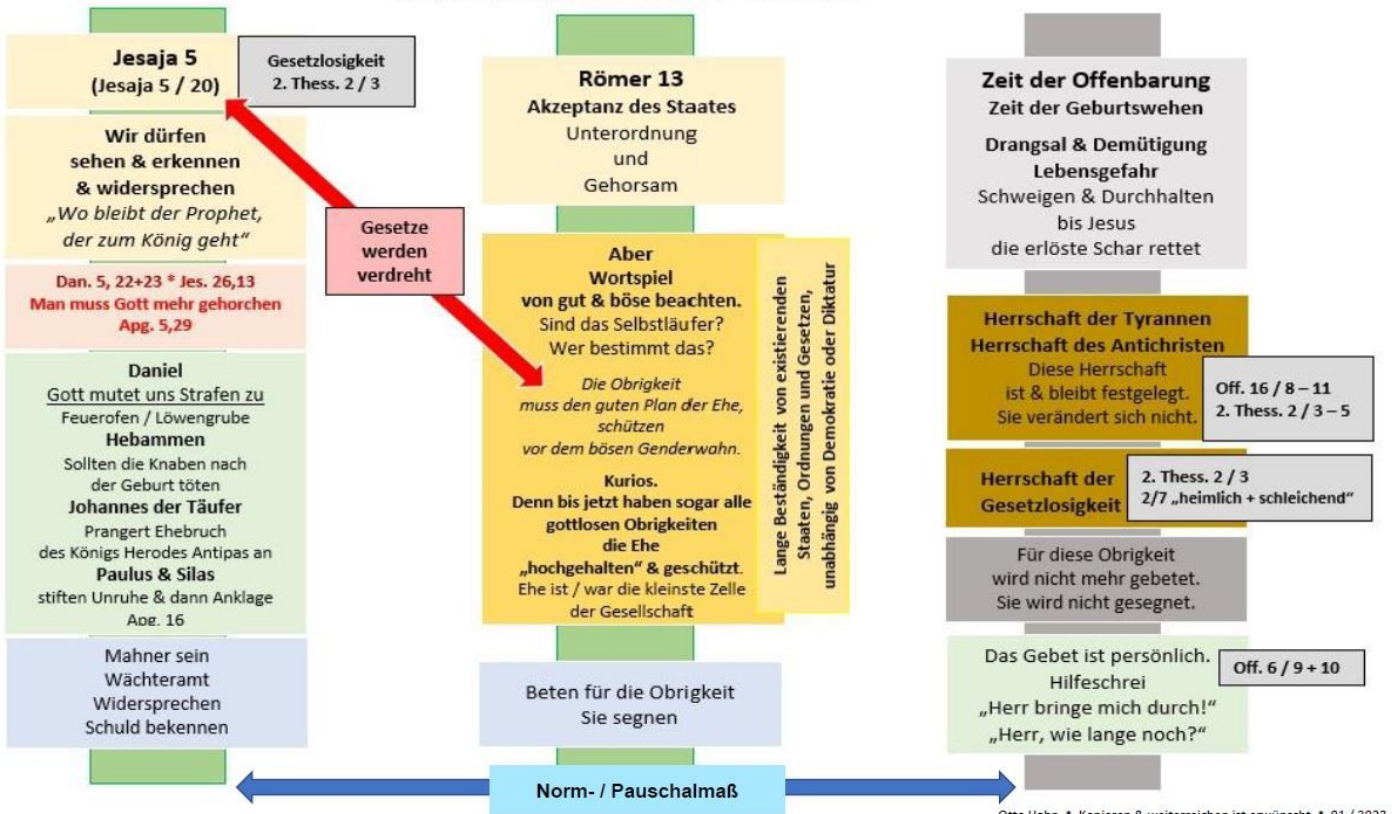 Jesaja 5
(Jesaja 5 / 20)
Gesetzlosigkeit
2. Thess. 2 / 3
Wir dürfen
sehen & erkennen
& widersprechen
„Wo bleibt der Prophet,
der zum König geht“
Dan. 5, 22+23 * Jes. 26,13
Man muss Gott mehr gehorchen
Apg. 5,29
Daniel
Gott mutet uns Strafen zu
Feuerofen / Löwengrube
Hebammen
Sollten die Knaben nach
der Geburt töten
Johannes der Täufer
Prangert Ehebruch
des Königs Herodes Antipas an
Paulus & Silas
stiften Unruhe & dann Anklage
Apg. 16
Mahner sein
Wächteramt
Widersprechen
Schuld bekennen
Gesetze
werden
verdreht
Römer 13
Akzeptanz des Staates
Unterordnung
und
Gehorsam
Aber
Wortspiel
von gut & böse beachten.
Sind das Selbstläufer?
Wer bestimmt das?
Die Obrigkeit
muss den guten Plan der Ehe,
schützen
vor dem bösen Genderwahn.
Kurios.
Denn bis jetzt haben sogar alle
gottlosen Obrigkeiten
die Ehe
„hochgehalten“ & geschützt.
Ehe ist / war die kleinste Zelle
der Gesellschaft
Lange Beständigkeit von existierenden
Staaten, Ordnungen und Gesetzen,
unabhängig von Demokratie oder Diktatur
Beten für die Obrigkeit
Sie segnen
Zeit der Offenbarung
Zeit der Geburtswehen
Drangsal & Demütigung
Lebensgefahr
Schweigen & Durchhalten
bis Jesus
die erlöste Schar rettet
Herrschaft der Tyrannen
Herrschaft des Antichristen
Diese Herrschaft
ist & bleibt festgelegt.
Sie verändert sich nicht.
Off. 16 / 8 – 11
2. Thess. 2 / 3 – 5
Herrschaft der
Gesetzlosigkeit
2. Thess. 2 / 3
2/7 „heimlich + schleichend“
Für diese Obrigkeit
wird nicht mehr gebetet.
Sie wird nicht gesegnet.
Das Gebet ist persönlich.
Hilfeschrei
„Herr bringe mich durch!“
„Herr, wie lange noch?“
Off. 6 / 9 + 10
Norm- / Pauschalmaß